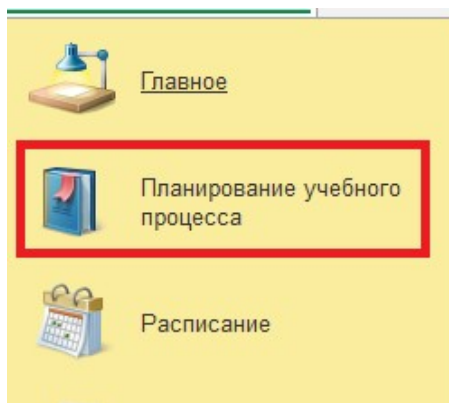 Главное
Планирование учебного
процесса
Расписание